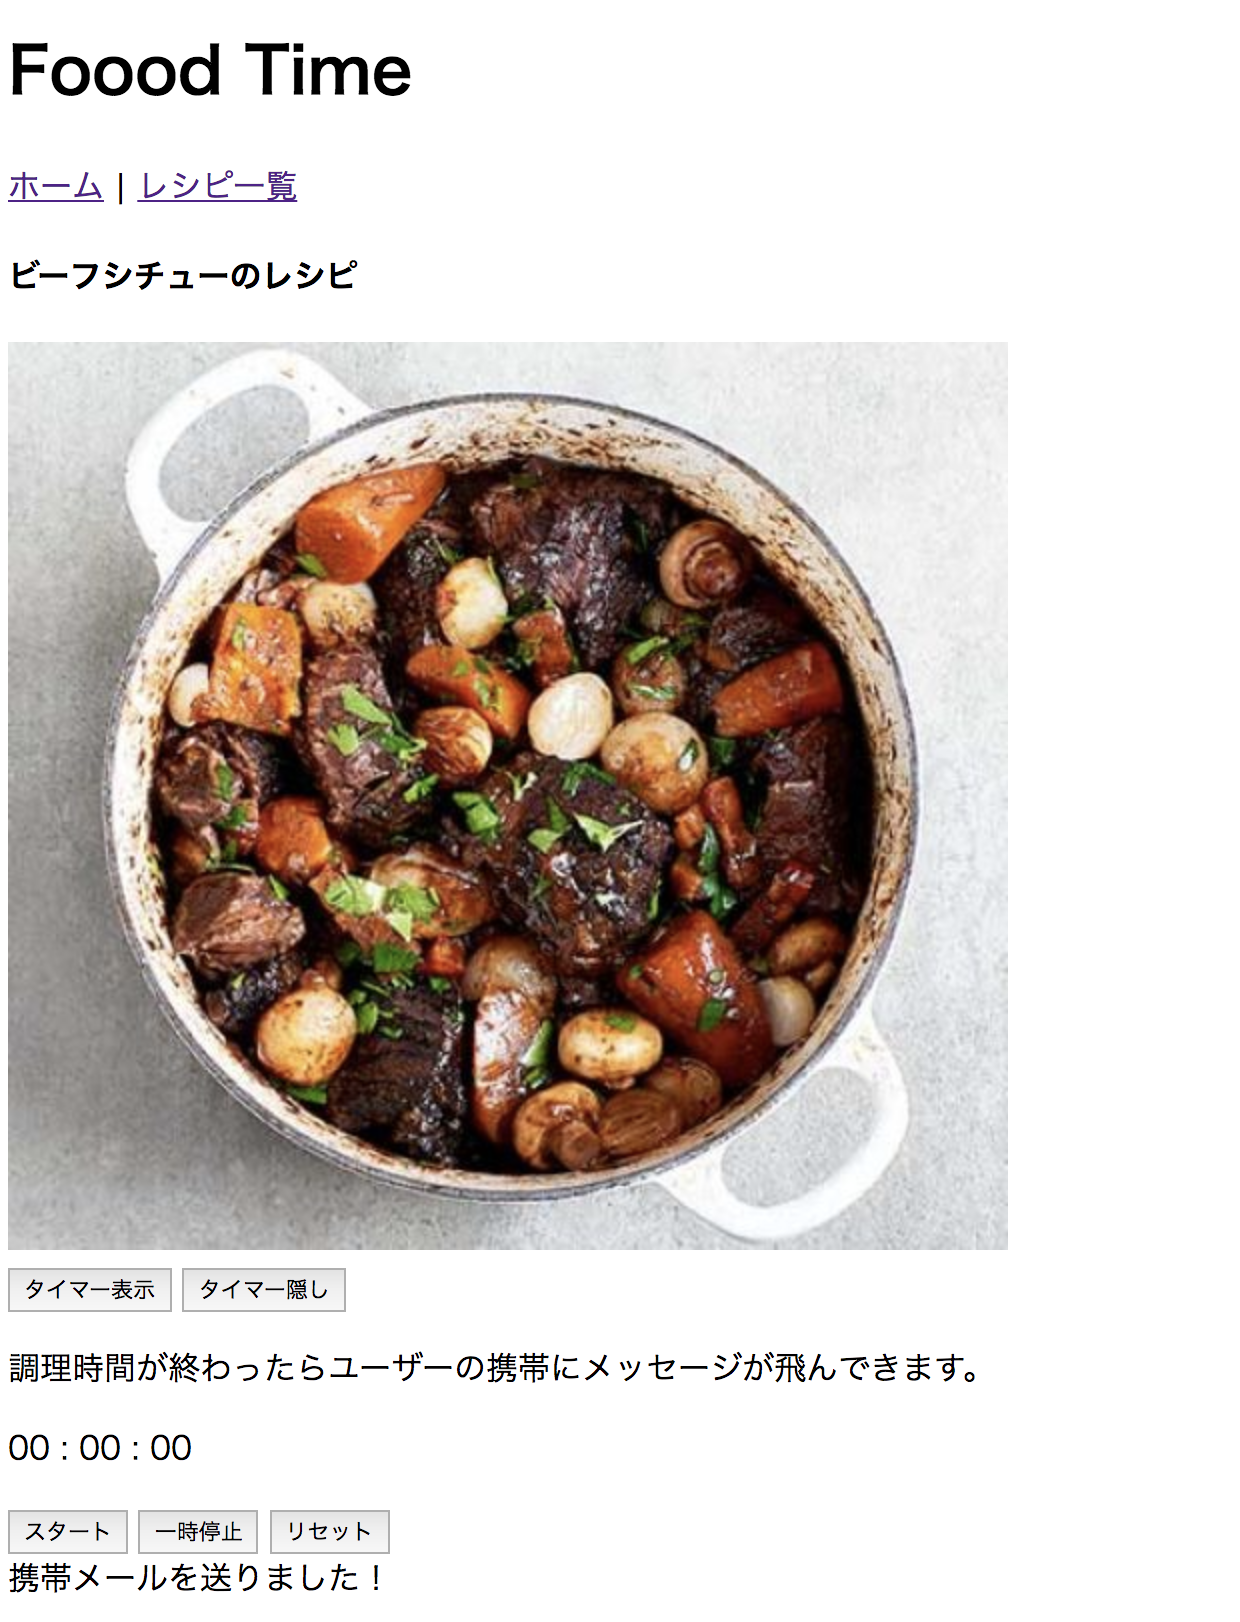 Foood Time
ホーム | レシピ一覧
ビーフシチューのレシピ
タイマー表示 タイマー隠し
調理時間が終わったらユーザーの携帯にメッセージが飛んできます。
00 : 00 : 00
スタート 一時停止 リセット
携帯メールを送りました！